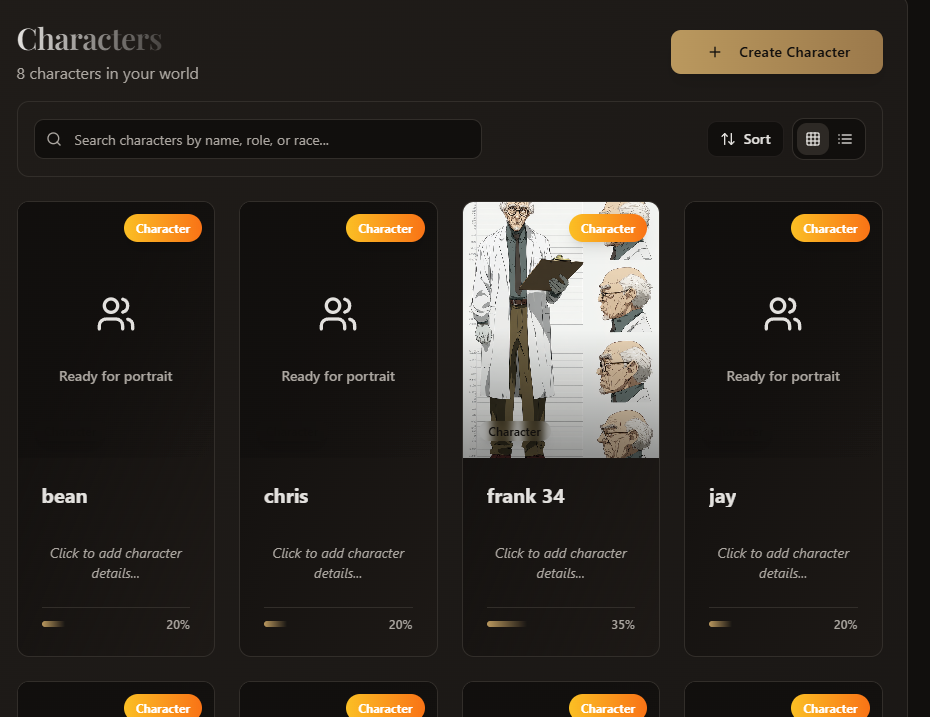 Characters
8 characters in your world
Create Character
Search characters by name, role, or race...
Sort
Character
Character
Character
Character
Ready for portrait
Ready for portrait
Ready for portrait
Character
bean
chris
frank 34
jay
Click to add character
details...
Click to add character
details...
Click to add character
details...
Click to add character
details...
20%
20%
35%
20%
Character
Character
Character
Character